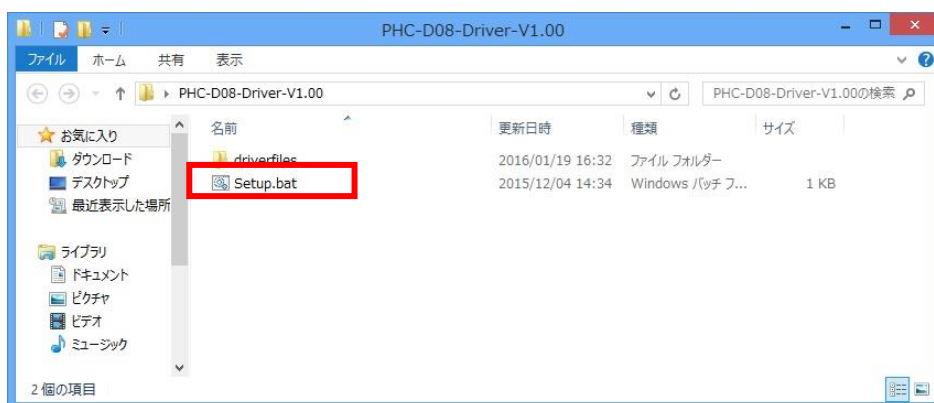 PHC-D08-Driver-V1.00
ファイル ホーム 共有 表示
PHC-D08-Driver-V1.00 PHC-D08-Driver-V1.00の検索
お気に入り
ダウンロード
デスクトップ
最近表示した場所
ライブラリ
ドキュメント
ピクチャ
ビデオ
ミュージック
名前 更新日時 種類 サイズ
driverfiles 2016/01/19 16:32 ファイル フォルダー
Setup.bat 2015/12/04 14:34 Windows バッチ フ... 1 KB
2 個の項目